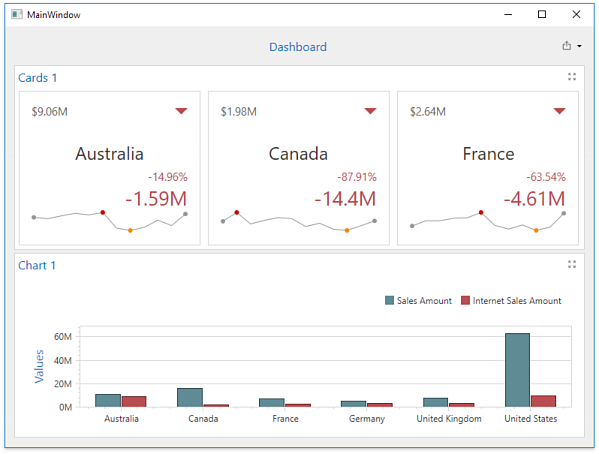 MainWindow
Dashboard
Cards 1
$9.06M
Australia
-14.96%
-1.59M
$1.98M
Canada
-87.91%
-14.4M
$2.64M
France
-63.54%
-4.61M
Chart 1
Sales Amount Internet Sales Amount
Values
60M
40M
20M
0M
Australia Canada France Germany United Kingdom United States